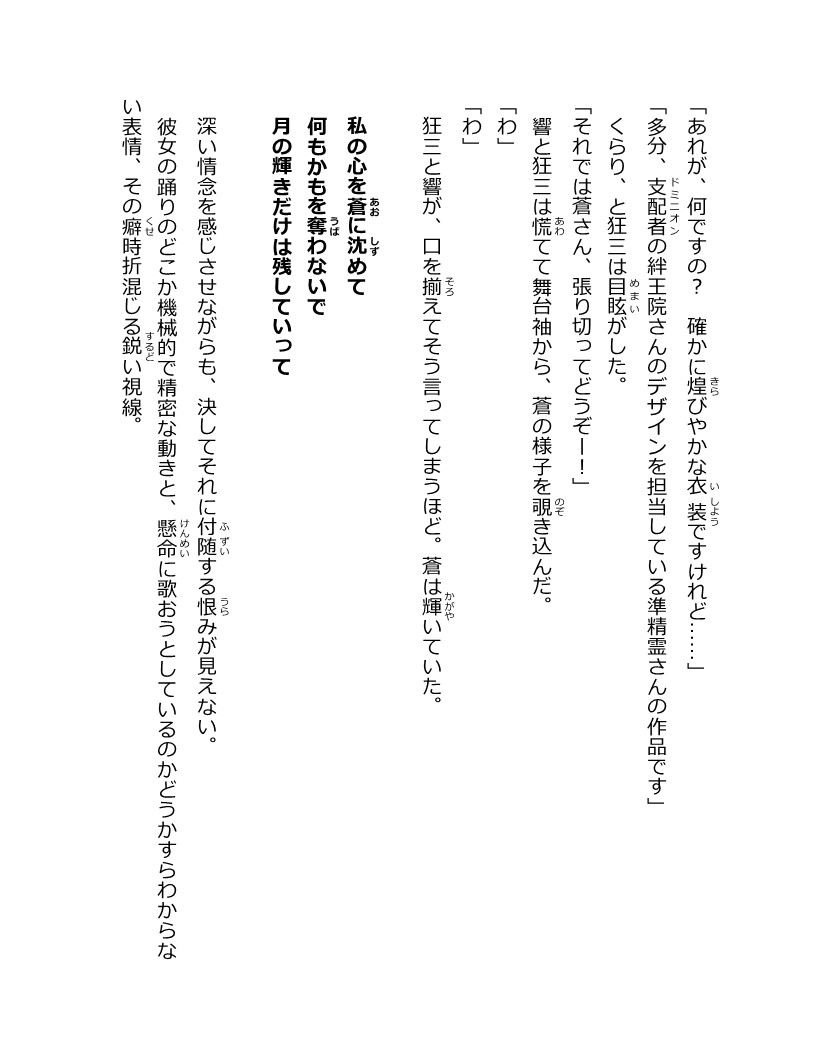 「あれが、何ですの？　確かに煌びやかな衣装ですけれど……」
「多分、支配者の絆王院さんのデザインを担当している準精霊さんの作品です」
くらり、と狂三は目眩がした。
「それでは蒼さん、張り切ってどうぞー！」
響と狂三は慌てて舞台袖から、蒼の様子を覗き込んだ。
「わ」
「わ」
狂三と響が、口を揃えてそう言ってしまうほど。蒼は輝いていた。
私の心を蒼に沈めて
何もかもを奪わないで
月の輝きだけは残していって
深い情念を感じさせながらも、決してそれに付随する恨みが見えない。
彼女の踊りのどこか機械的で精密な動きと、懸命に歌おうとしているのかどうかすらわからな
い表情、その癖時折混じる鋭い視線。